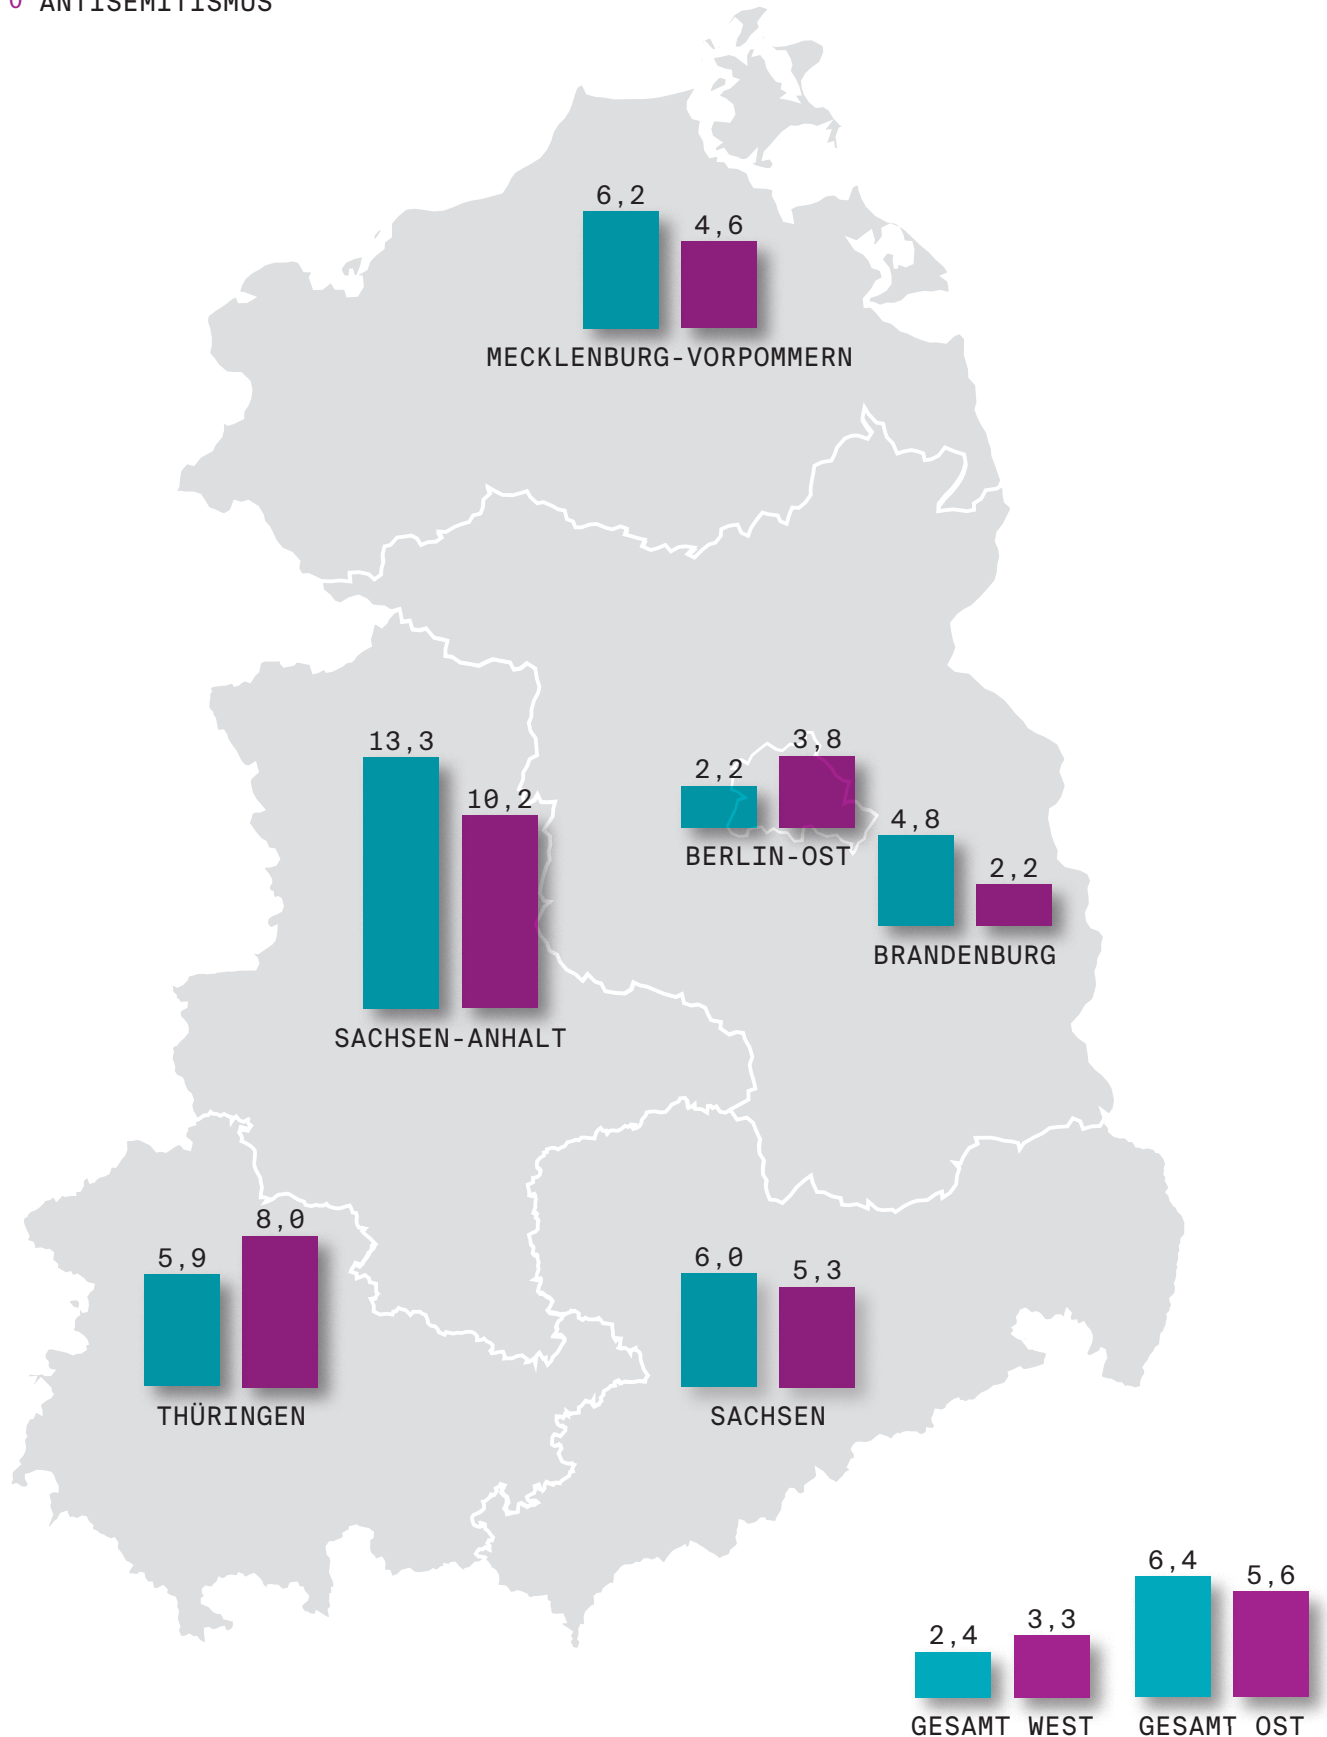 ANTISEMITISMUS
6,2
4,6
MECKLENBURG-VORPOMMERN
13,3
10,2
SACHSEN-ANHALT
2,2
3,8
BERLIN-OST
4,8
2,2
BRANDENBURG
5,9
8,0
THÜRINGEN
6,0
5,3
SACHSEN
2,4
3,3
GESAMT WEST
6,4
5,6
GESAMT OST